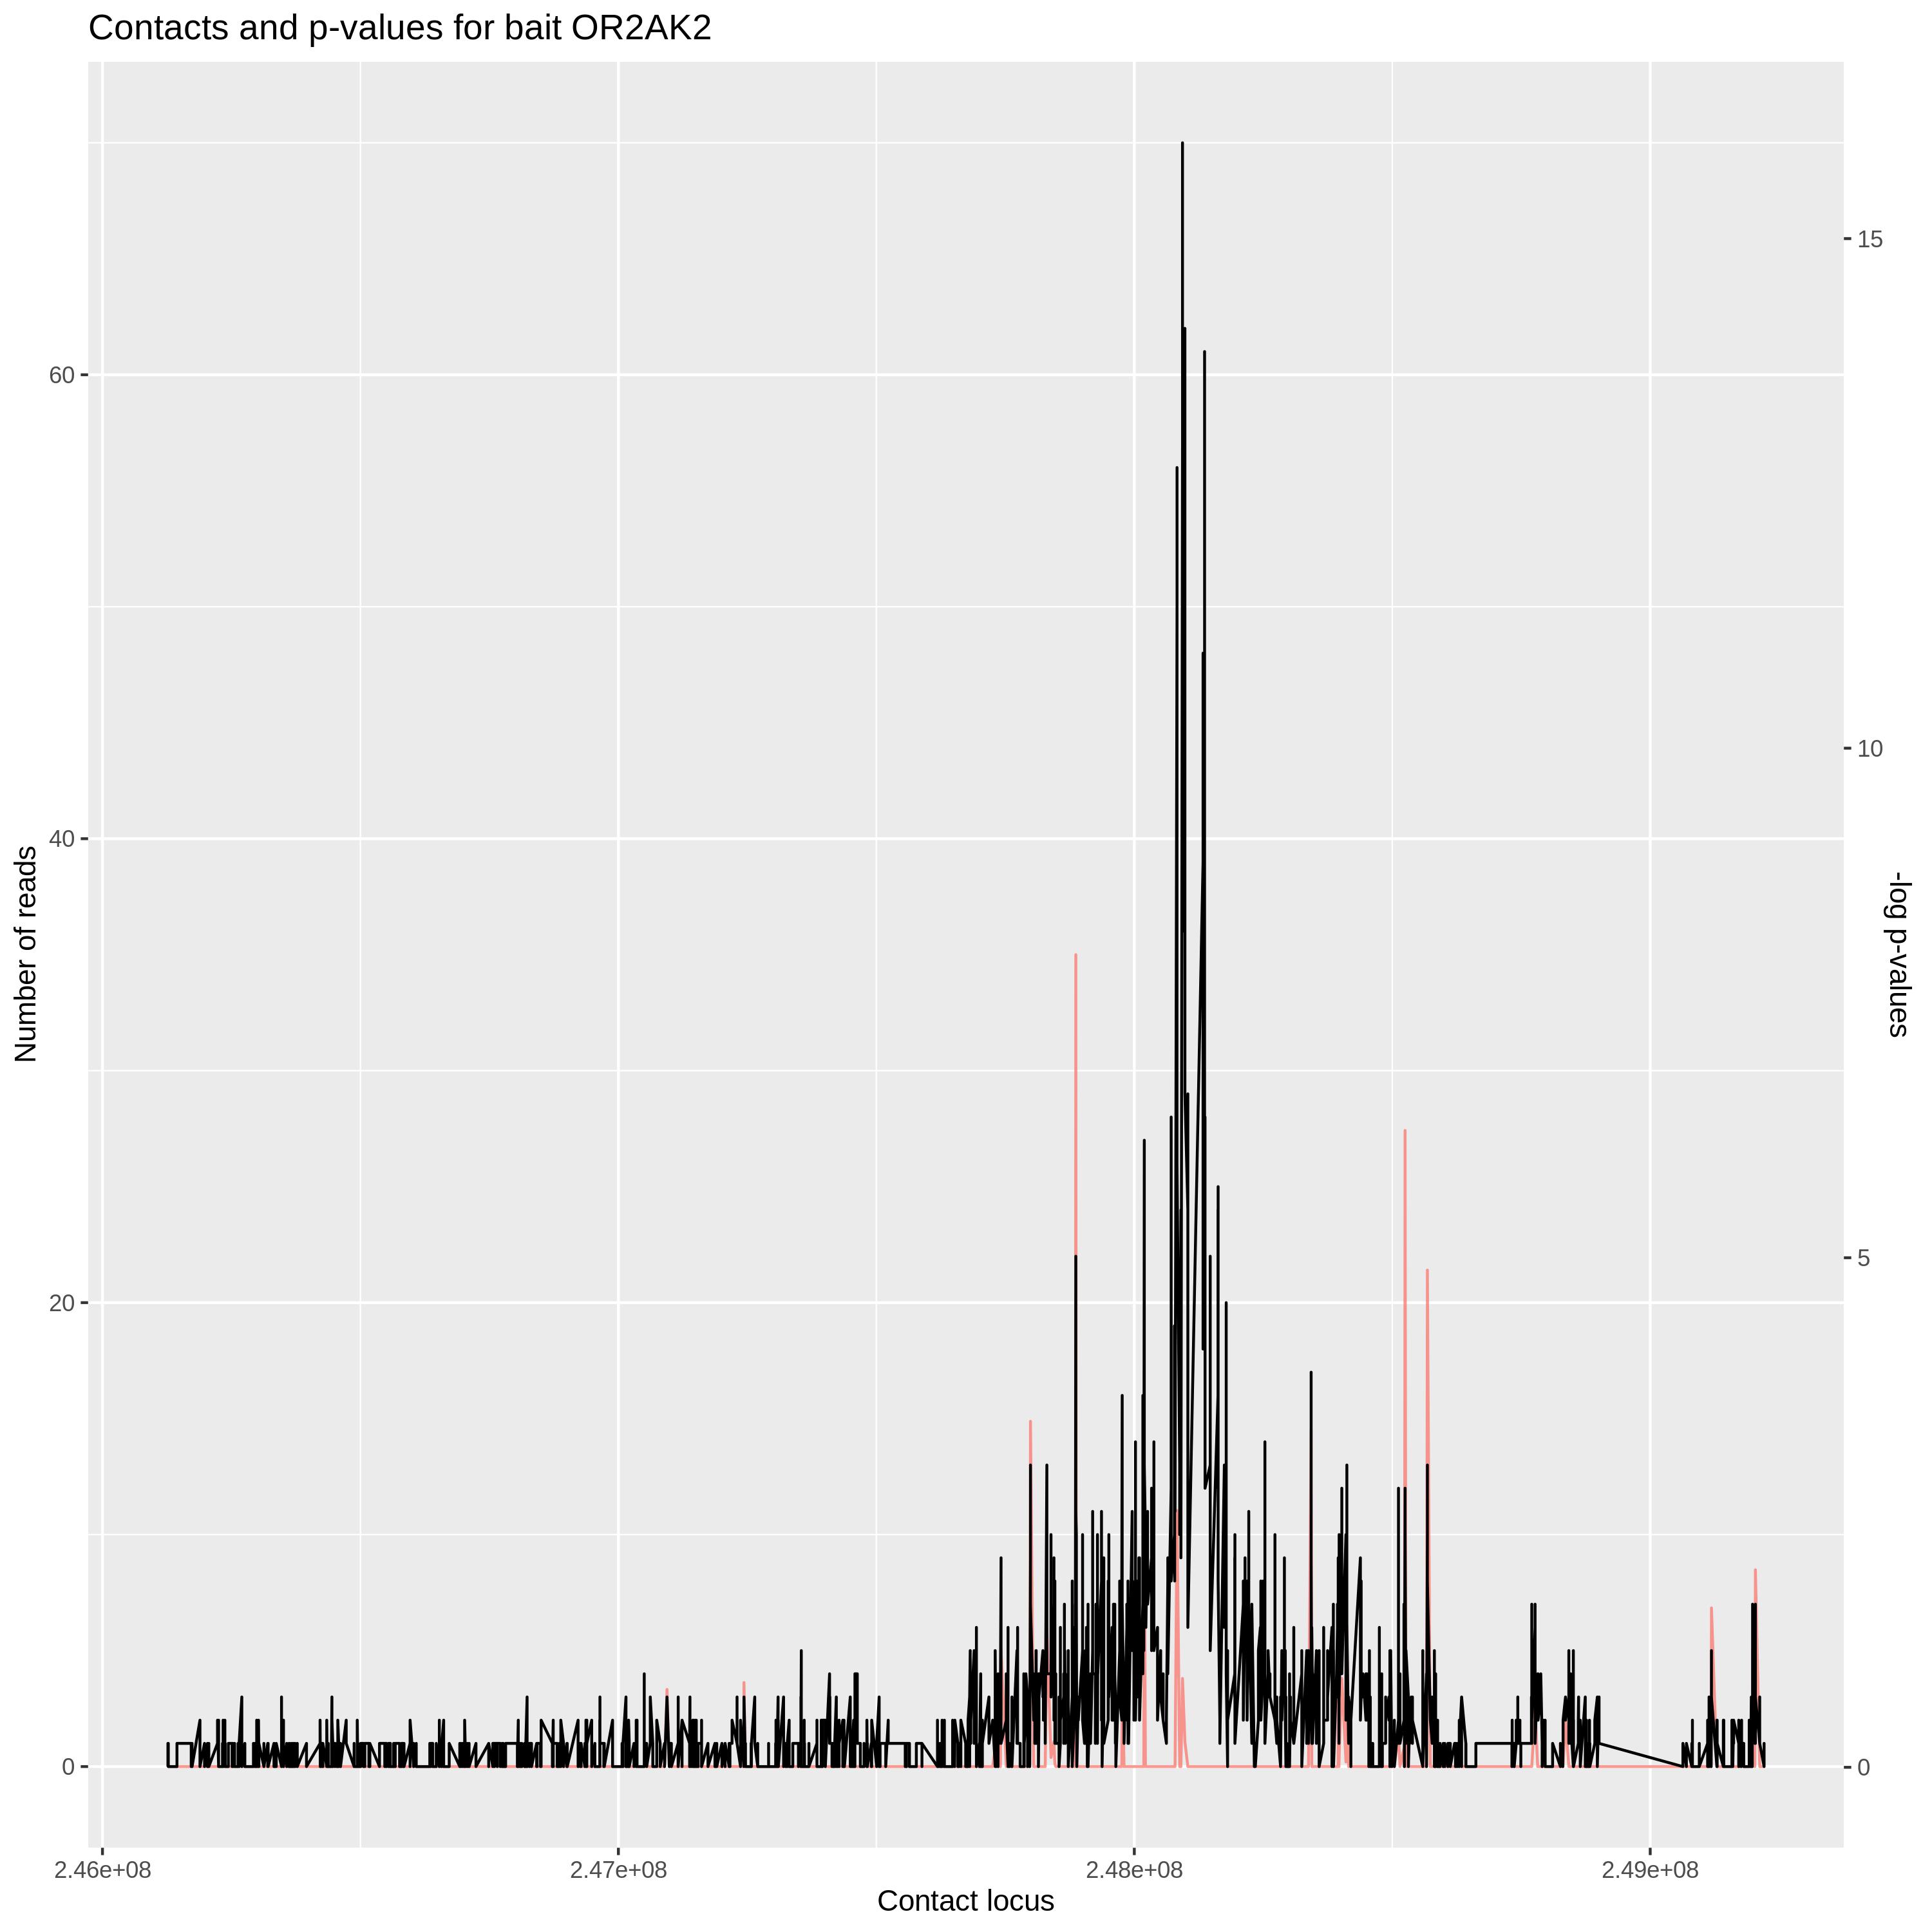 Contacts and p-values for bait OR2AK2
Number of reads
60
40
20
0
15
10
5
0
-log p-values
2.46e+08
2.47e+08
2.48e+08
2.49e+08
Contact locus